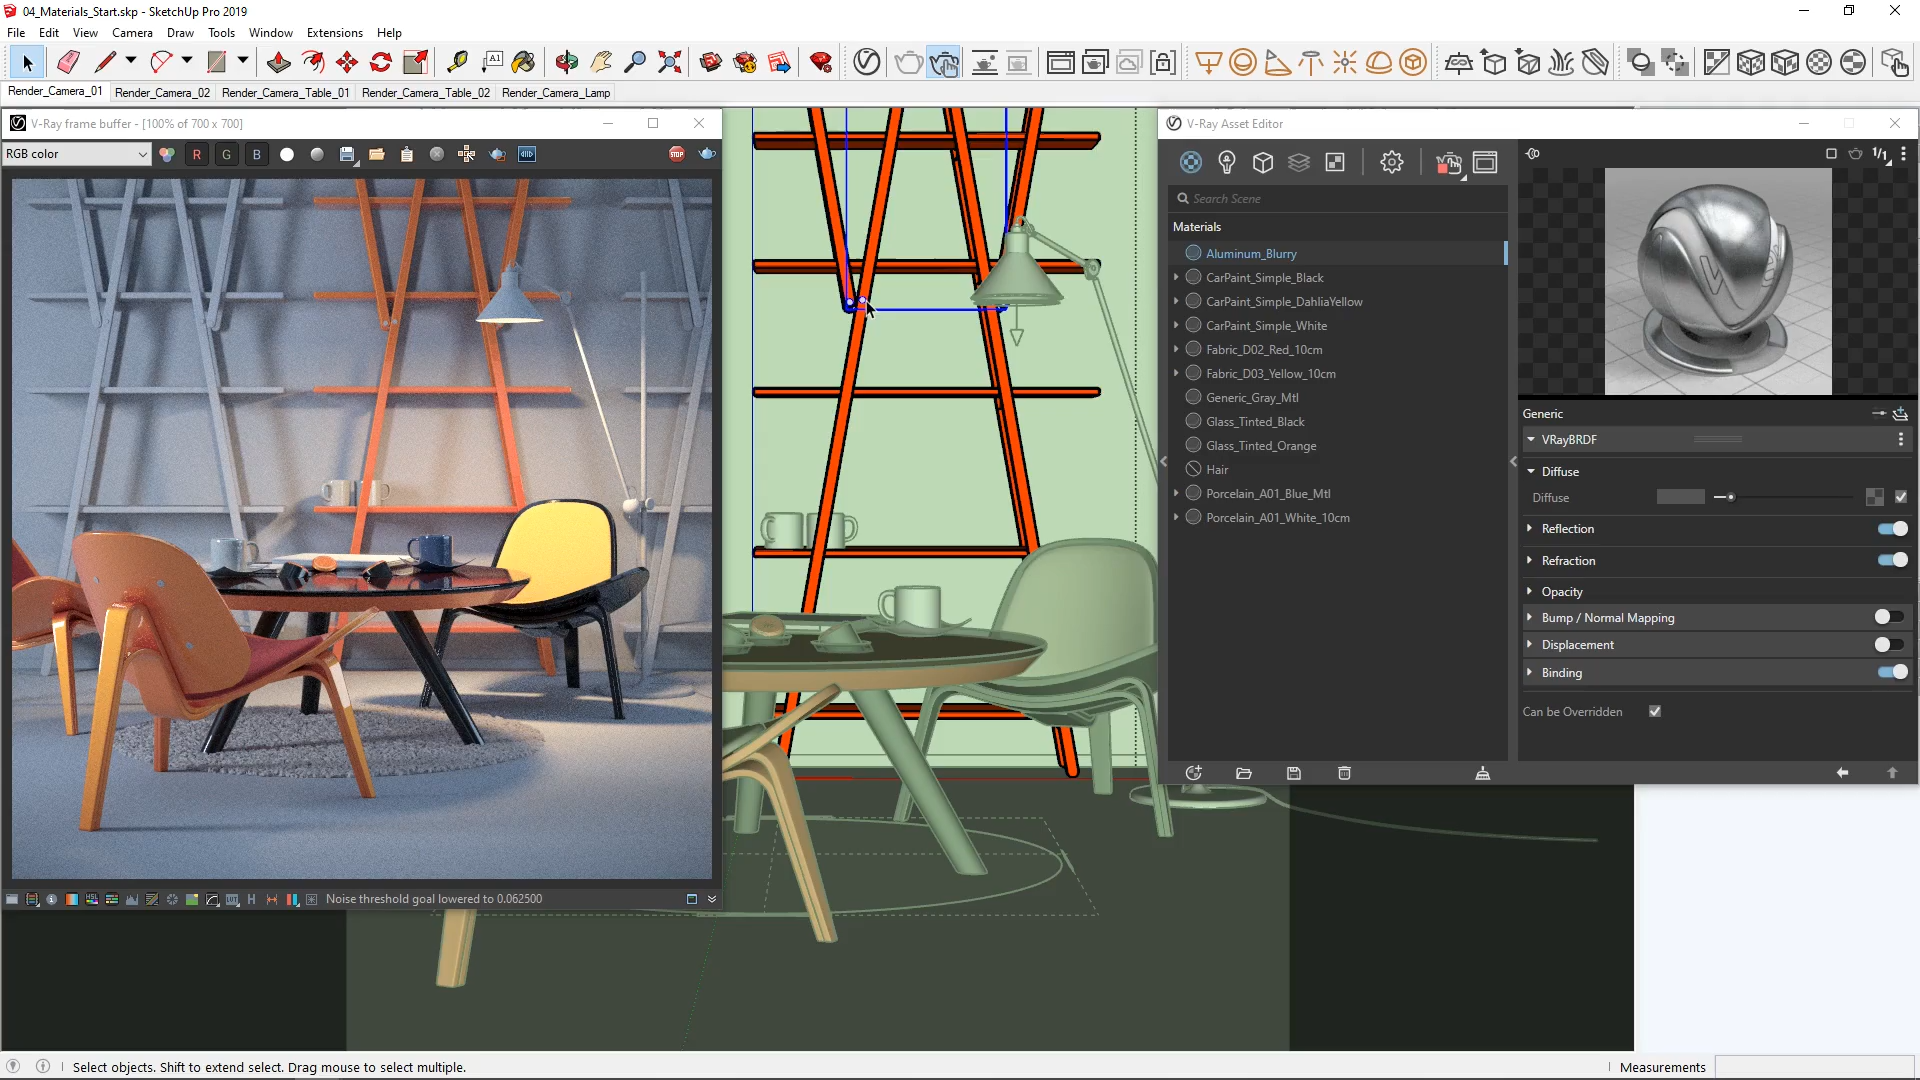 04_Materials_Start.skp - SketchUp Pro 2019
File Edit View Camera Draw Tools Window Extensions Help
A1
Render_Camera_01 Render_Camera_02 Render_Camera_Table_01 Render_Camera_Table_02 Render_Camera_Lamp
V-Ray frame buffer - [100% of 700 x 700]
RGB color
R G B
STOP
Noise threshold goal lowered to 0.062500
V-Ray Asset Editor
Search Scene
Materials
Aluminum_Blurry
CarPaint_Simple_Black
CarPaint_Simple_DahliaYellow
CarPaint_Simple_White
Fabric_D02_Red_10cm
Fabric_D03_Yellow_10cm
Generic_Gray_Mtl
Glass_Tinted_Black
Glass_Tinted_Orange
Hair
Porcelain_A01_Blue_Mtl
Porcelain_A01_White_10cm
1/1
Generic
VRayBRDF
Diffuse
Diffuse
Reflection
Refraction
Opacity
Bump / Normal Mapping
Displacement
Binding
Can be Overridden
Select objects. Shift to extend select. Drag mouse to select multiple.
Measurements